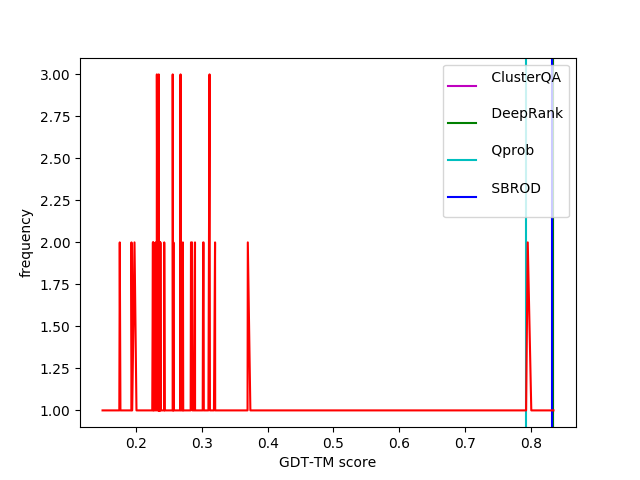 3.00
2.75
2.50
2.25
2.00
1.75
1.50
1.25
1.00
frequency
0.2 0.3 0.4 0.5 0.6 0.7 0.8
GDT-TM score
ClusterQA
DeepRank
Qprob
SBROD